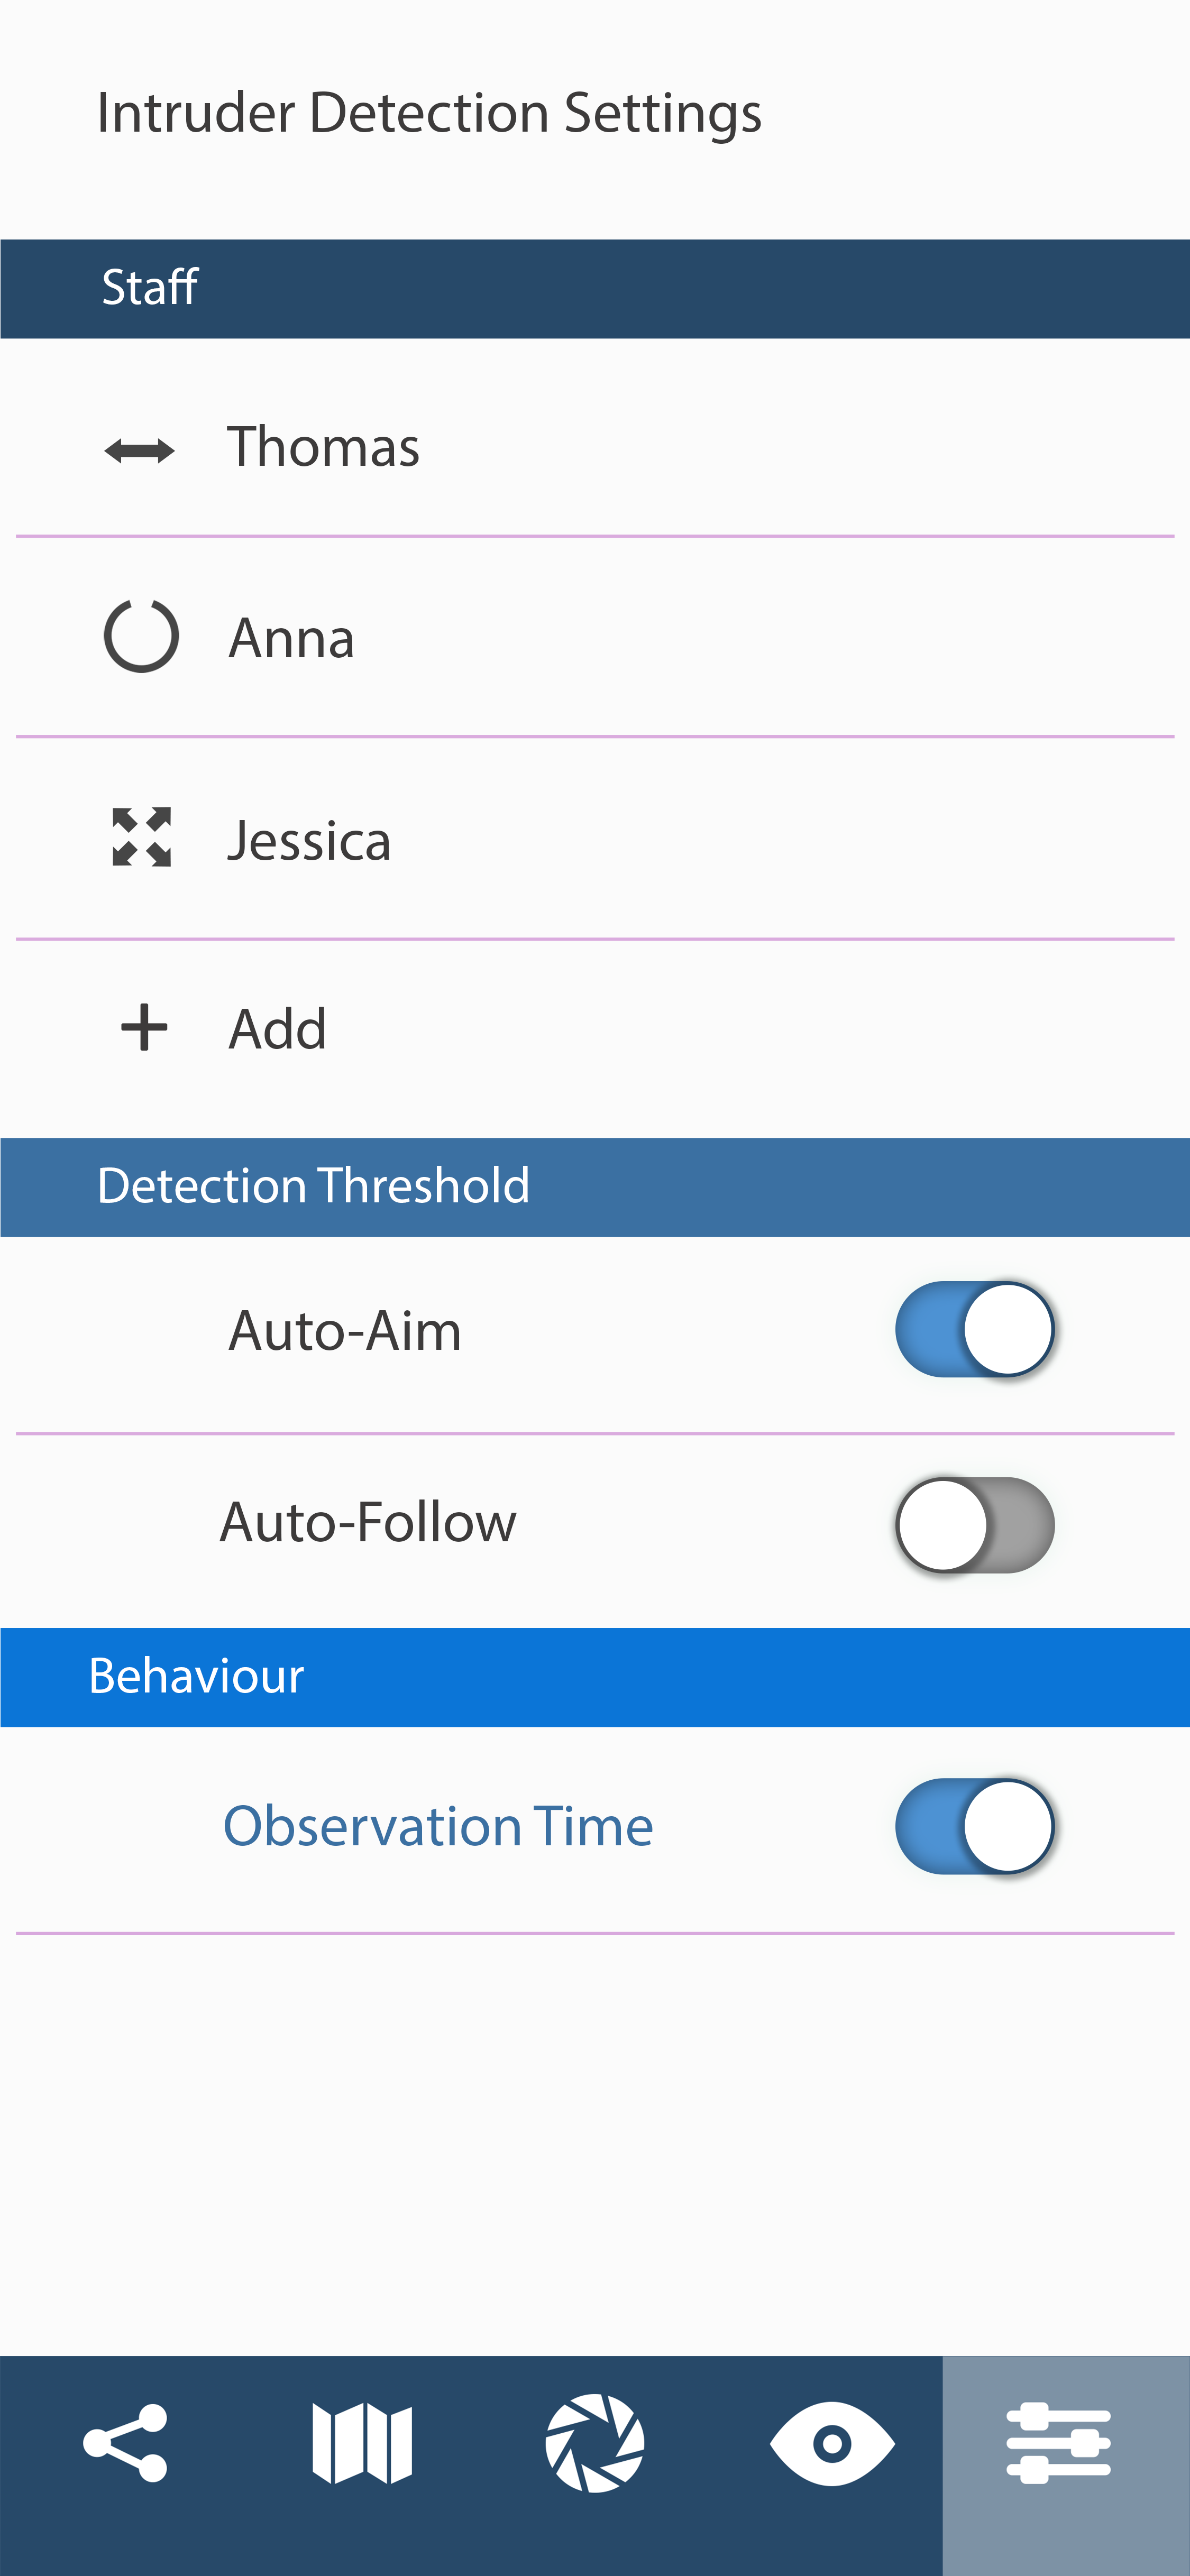 Intruder Detection Settings
Staff
Thomas
Anna
Jessica
Add
Detection Threshold
Auto-Aim
Auto-Follow
Behaviour
Observation Time